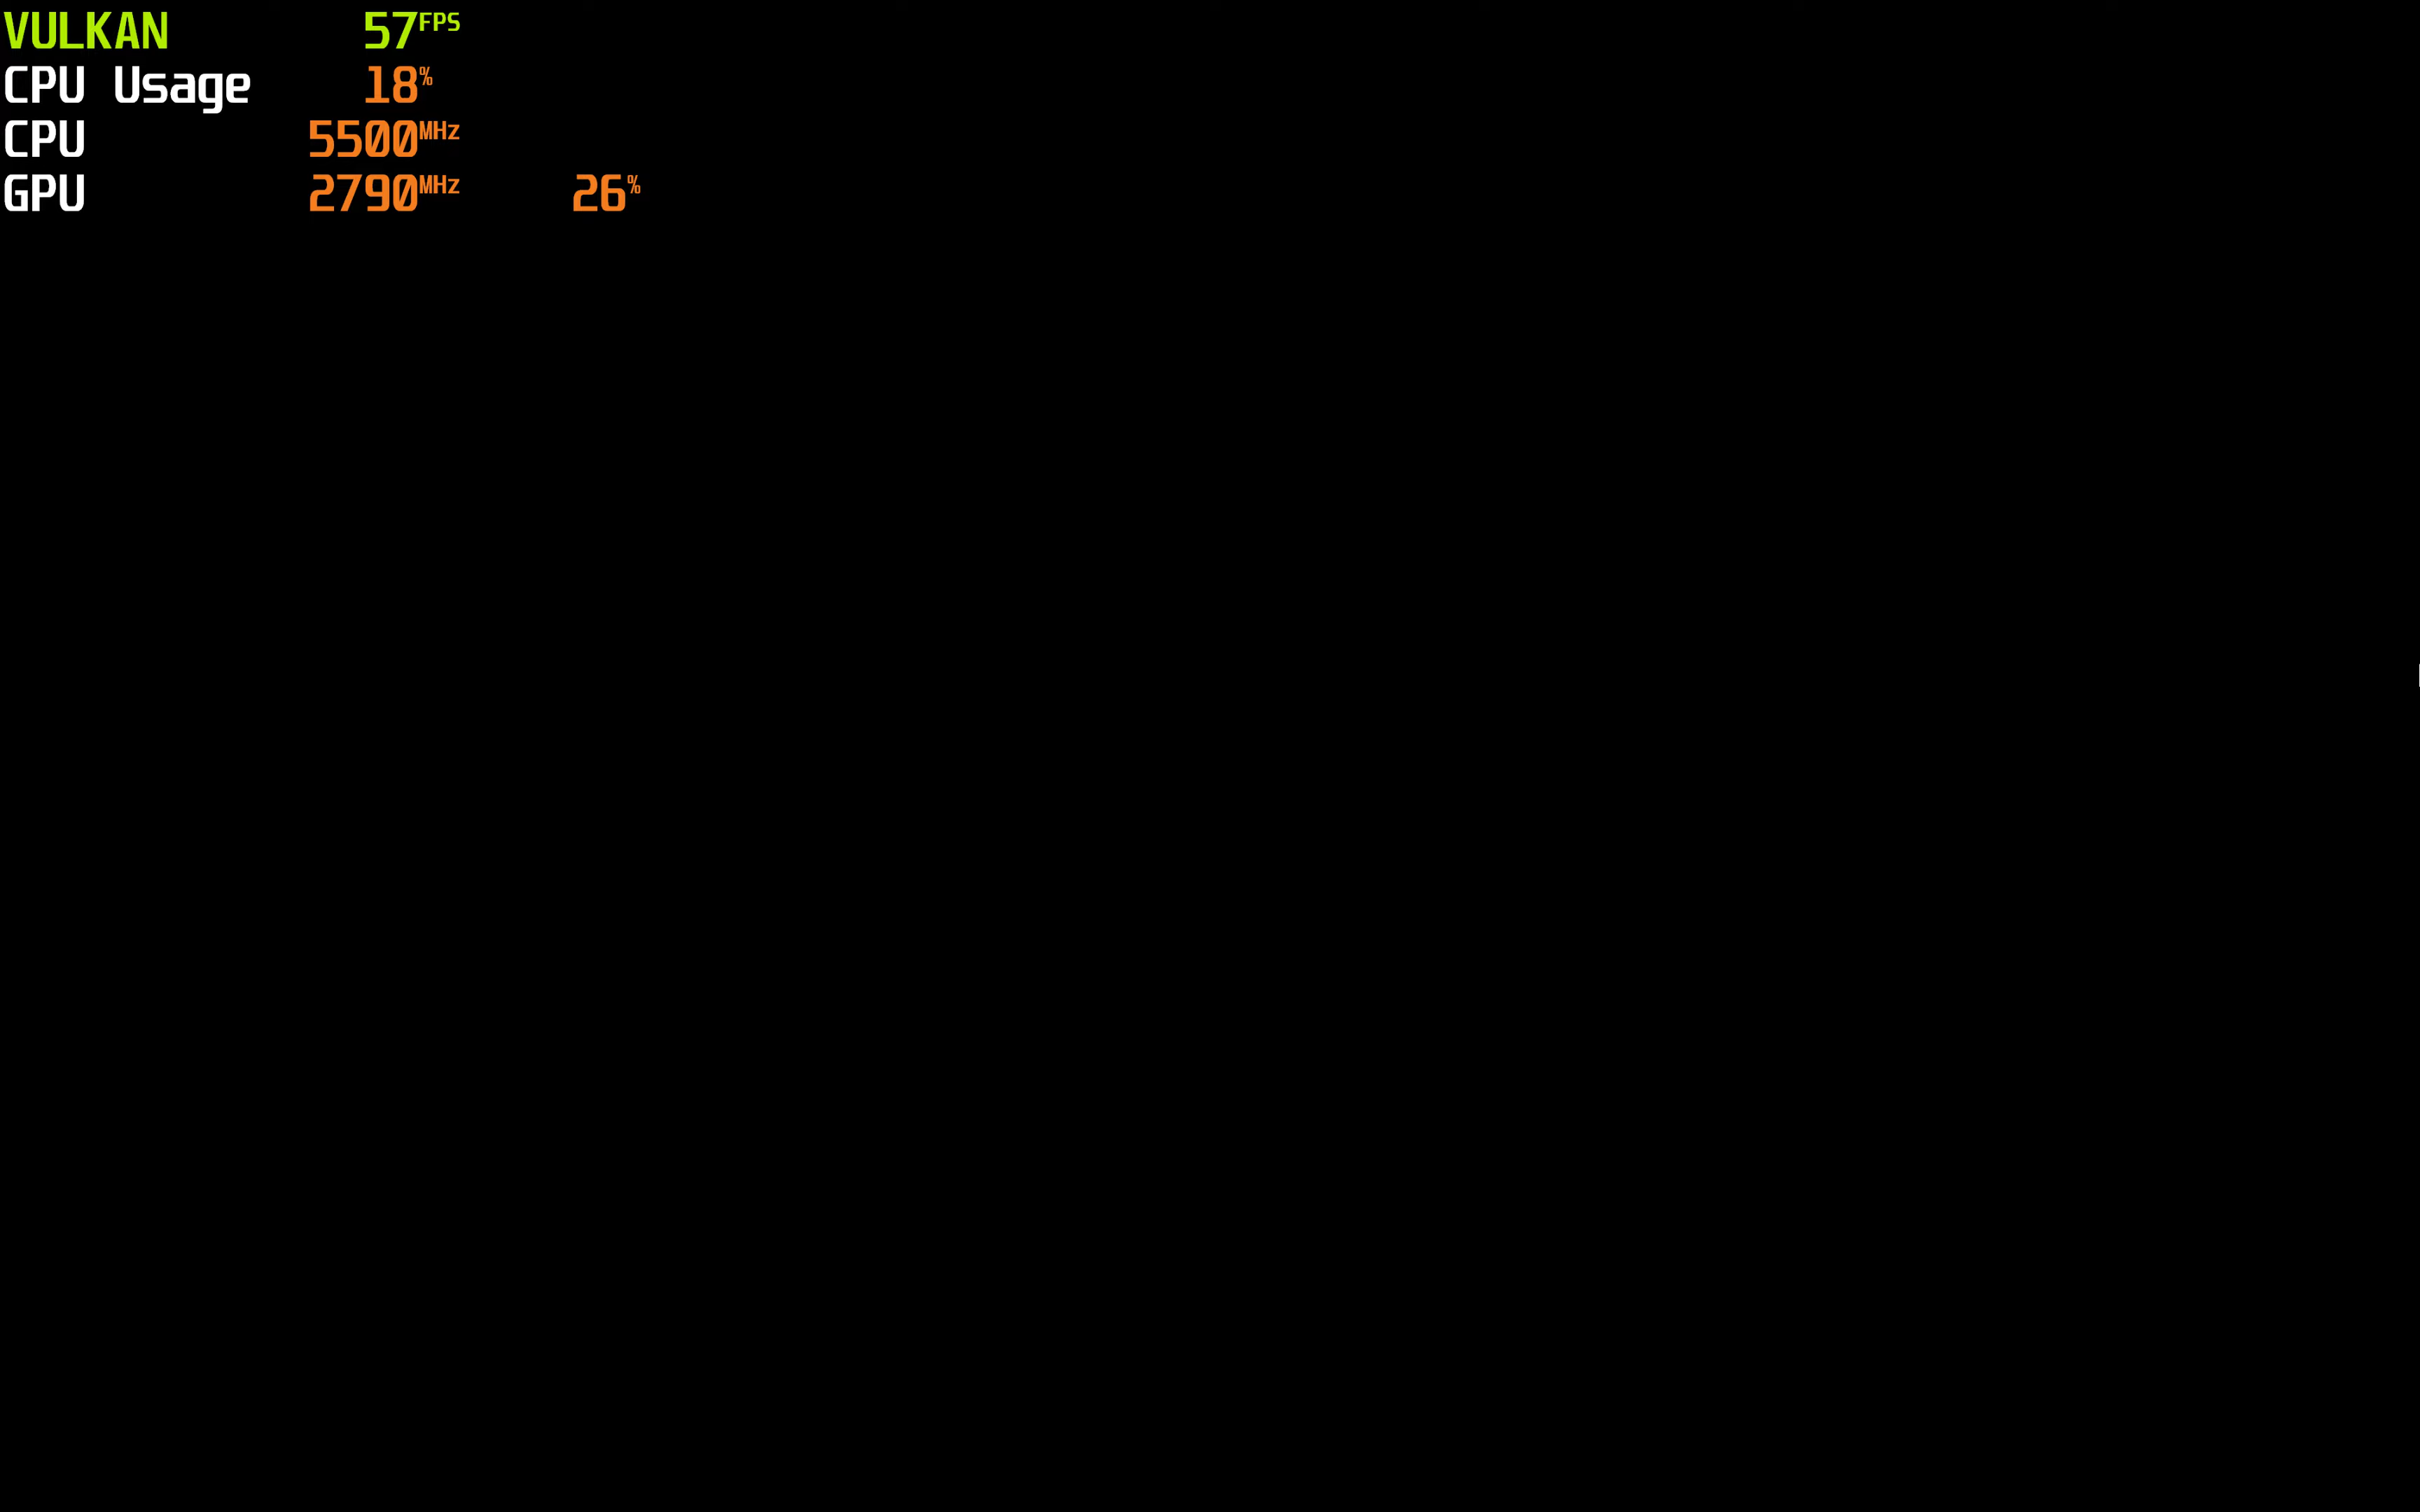 VULKAN 57FPS
CPU Usage 18%
CPU 5500MHz
GPU 2790MHz 26%